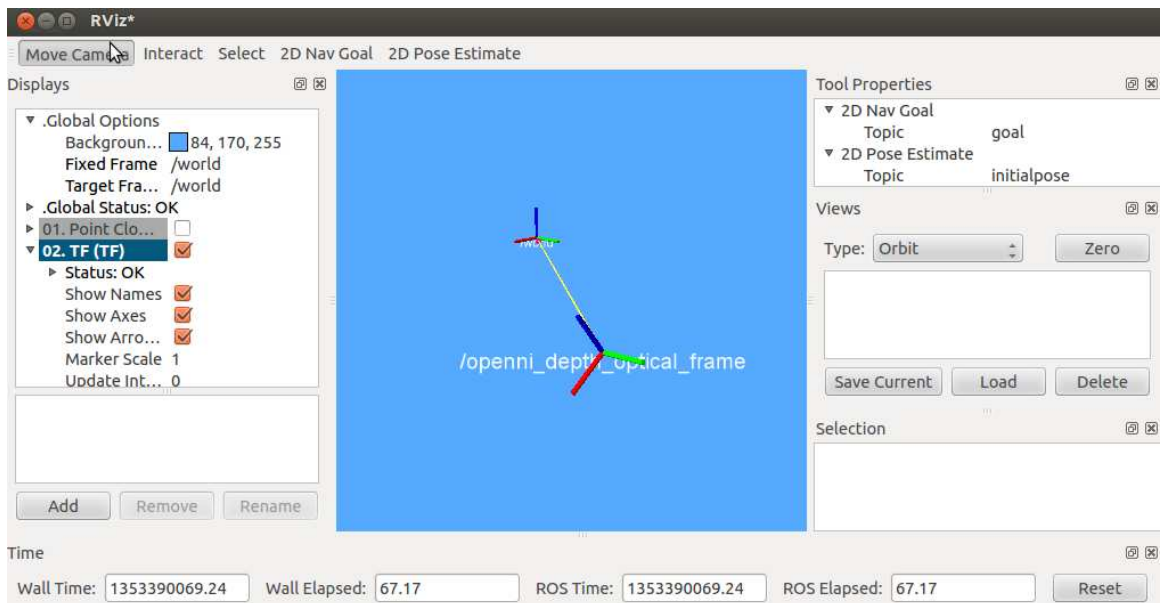 RViz*
Move Camera Interact Select 2D Nav Goal 2D Pose Estimate
Displays
.Global Options
Backgroun... 84, 170, 255
Fixed Frame /world
Target Fra... /world
.Global Status: OK
01. Point Clo...
02. TF (TF)
Status: OK
Show Names
Show Axes
Show Arro...
Marker Scale 1
Update Int... 0
Add Remove Rename
/openni_depth_optical_frame
Tool Properties
2D Nav Goal
Topic goal
2D Pose Estimate
Topic initialpose
Views
Type: Orbit Zero
Save Current Load Delete
Selection
Time
Wall Time: 1353390069.24 Wall Elapsed: 67.17 ROS Time: 1353390069.24 ROS Elapsed: 67.17 Reset